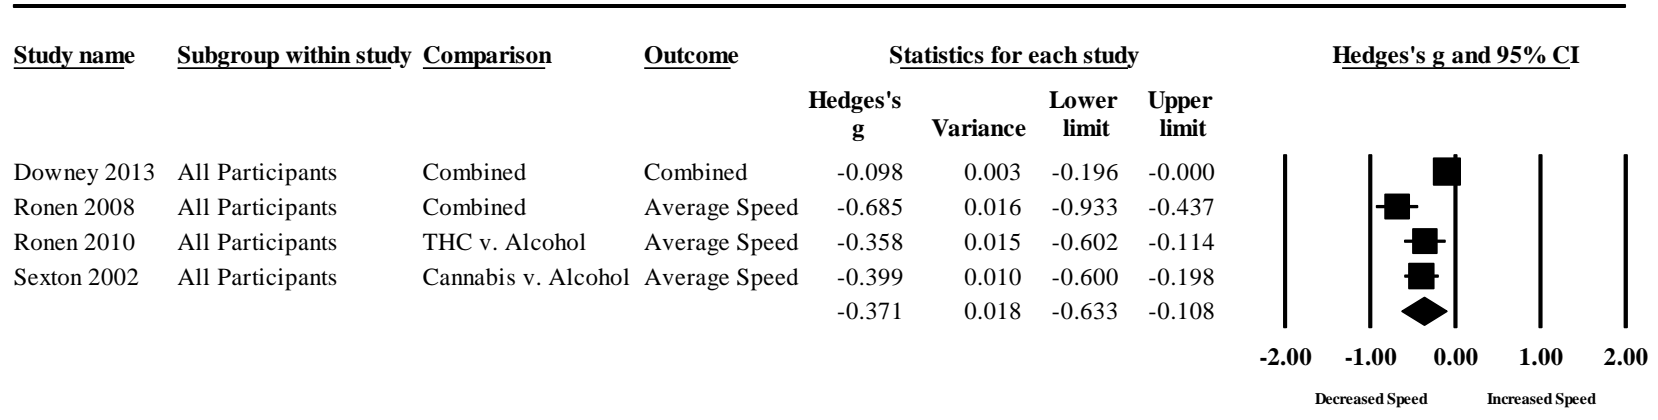 Study name Subgroup within study Comparison Outcome Statistics for each study Hedges's g and 95% CI
Hedges's Lower Upper
g Variance limit limit
Downey 2013 All Participants Combined Combined -0.098 0.003 -0.196 -0.000
Ronen 2008 All Participants Combined Average Speed -0.685 0.016 -0.933 -0.437
Ronen 2010 All Participants THC v. Alcohol Average Speed -0.358 0.015 -0.602 -0.114
Sexton 2002 All Participants Cannabis v. Alcohol Average Speed -0.399 0.010 -0.600 -0.198
-0.371 0.018 -0.633 -0.108
-2.00 -1.00 0.00 1.00 2.00
Decreased Speed Increased Speed